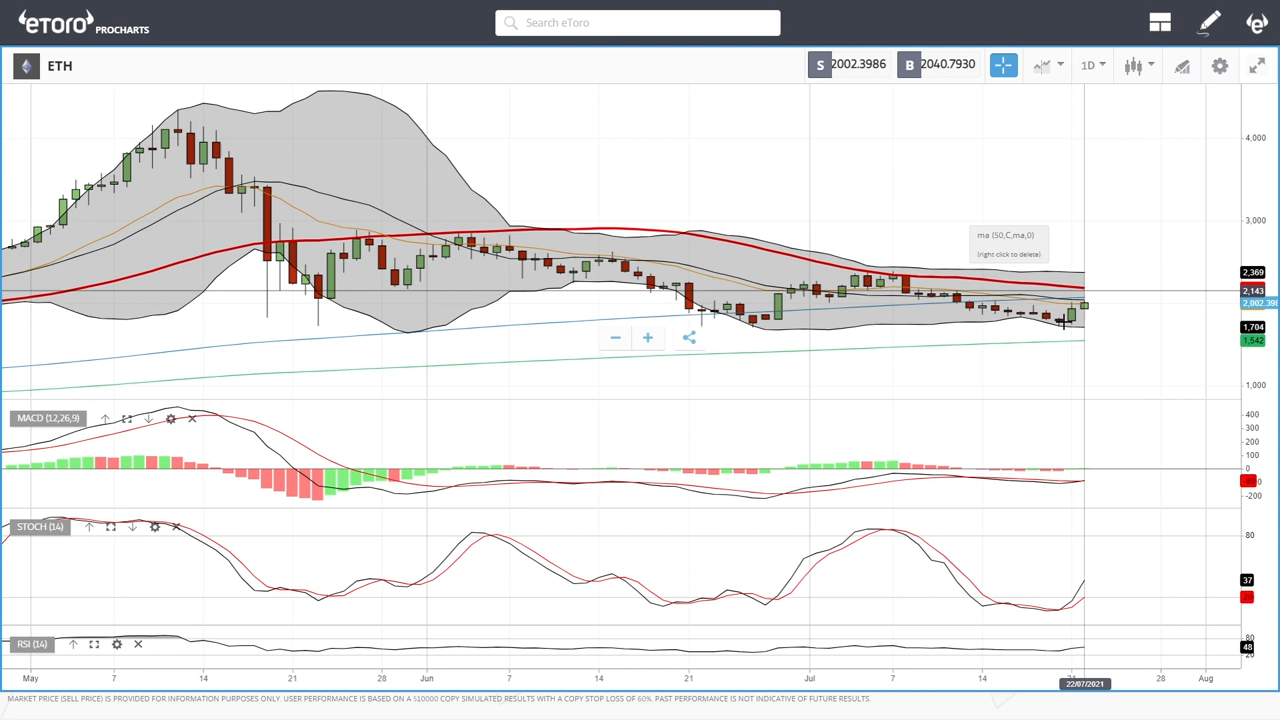 eToro PROCHARTS
Search eToro
ETH
S 2002.3986 B 2040.7930
1D
4,000
3,000
ma (50,C,ma,0)
(right click to delete)
2,369
2,143
2,002.398
1,704
1,542
1,000
MACD (12,26,9)
400
300
200
100
0
-200
STOCH (14)
80
37
RSI (14)
80
48
20
May 7 14 21 28 Jun 7 14 21 Jul 7 14 21 28 Aug
22/07/2021
MARKET PRICE (SELL PRICE) IS PROVIDED FOR INFORMATION PURPOSES ONLY. USER PERFORMANCE IS BASED ON A $10000 COPY SIMULATED RESULTS WITH A COPY STOP LOSS OF 60%. PAST PERFORMANCE IS NOT INDICATIVE OF FUTURE RESULTS.